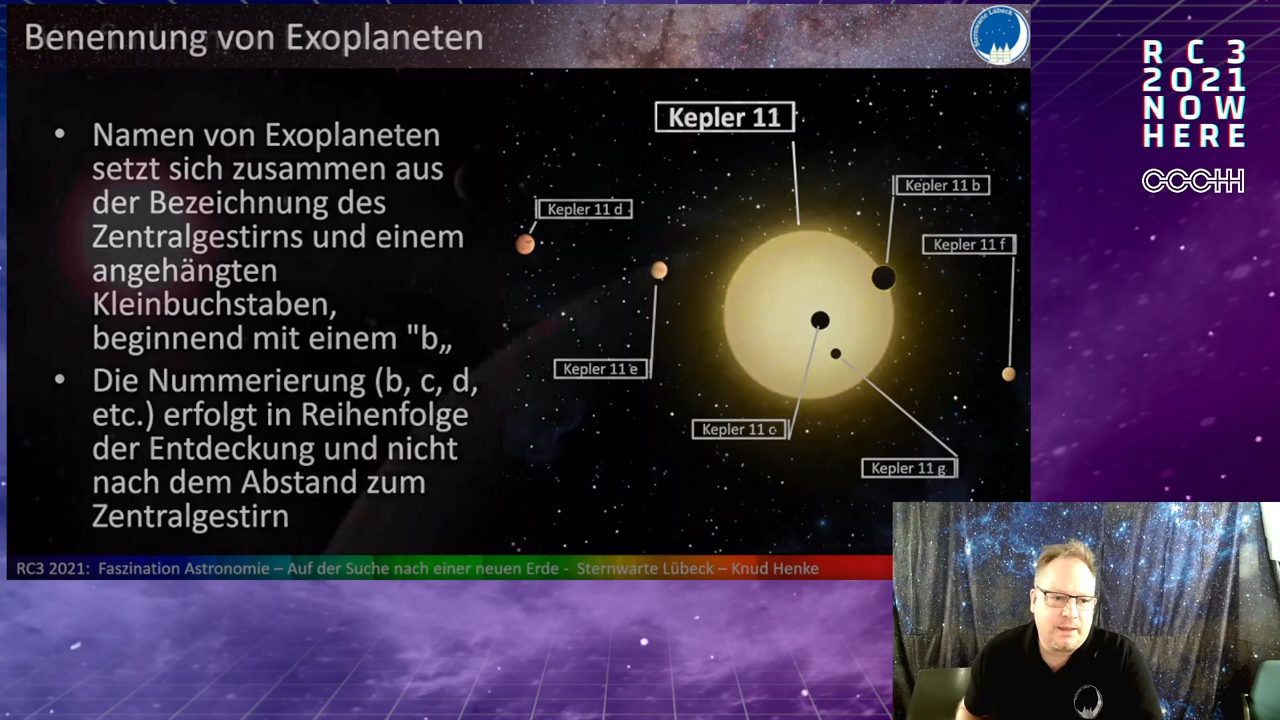 Benennung von Exoplaneten
Sternwarte Lübeck
RC3
2021
NOW
HERE
CCCHH
• Namen von Exoplaneten
setzt sich zusammen aus
der Bezeichnung des
Zentralgestirns und einem
angehängten
Kleinbuchstaben,
beginnend mit einem "b„
• Die Nummerierung (b, c, d,
etc.) erfolgt in Reihenfolge
der Entdeckung und nicht
nach dem Abstand zum
Zentralgestirn
Kepler 11
Kepler 11 b
Kepler 11 d
Kepler 11 f
Kepler 11 e
Kepler 11 c
Kepler 11 g
RC3 2021: Faszination Astronomie – Auf der Suche nach einer neuen Erde - Sternwarte Lübeck – Knud Henke